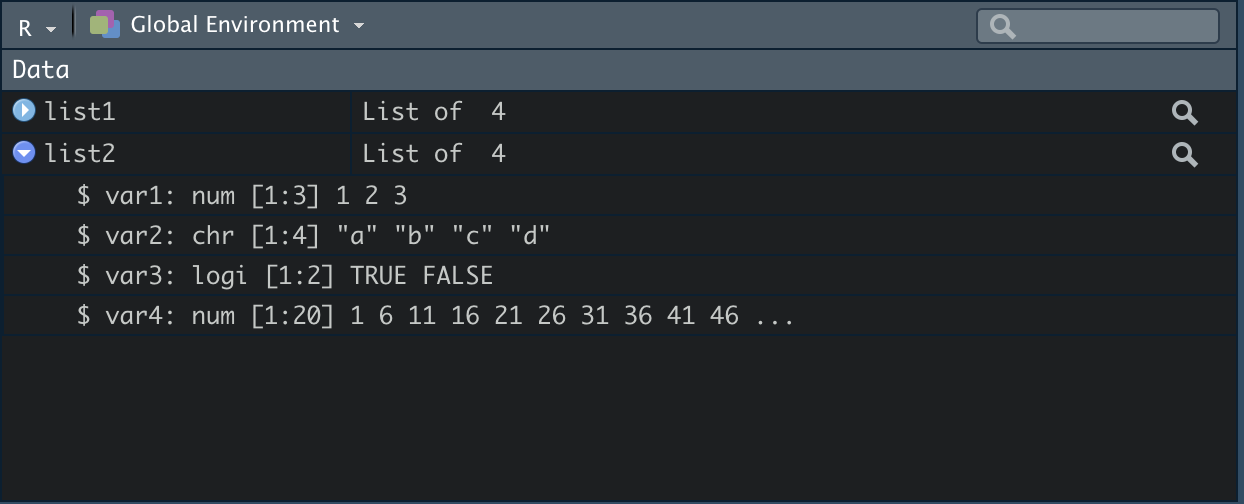 R Global Environment
Data
list1 List of  4
list2 List of  4
$ var1: num [1:3] 1 2 3
$ var2: chr [1:4] "a" "b" "c" "d"
$ var3: logi [1:2] TRUE FALSE
$ var4: num [1:20] 1 6 11 16 21 26 31 36 41 46 ...